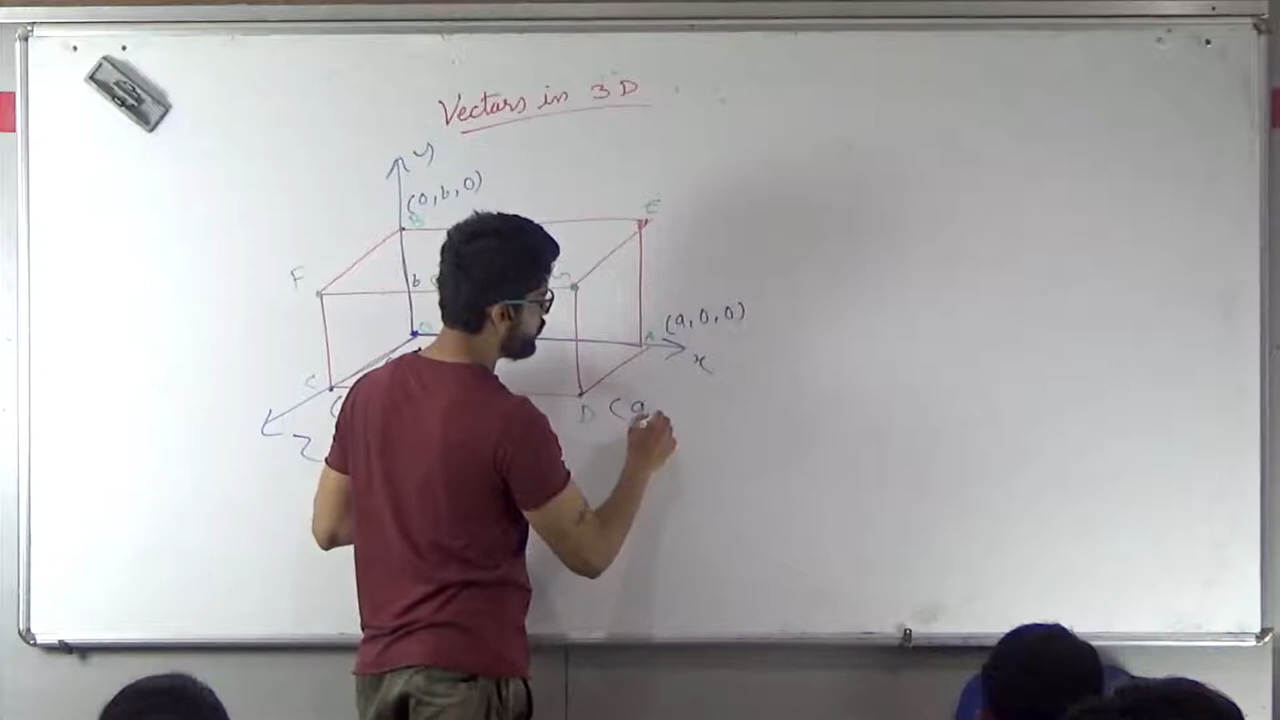 Vectors in 3D
y
(0,b,0)
B
E
F
b
G
O
(a,0,0)
A
x
C
(
D (a
Z